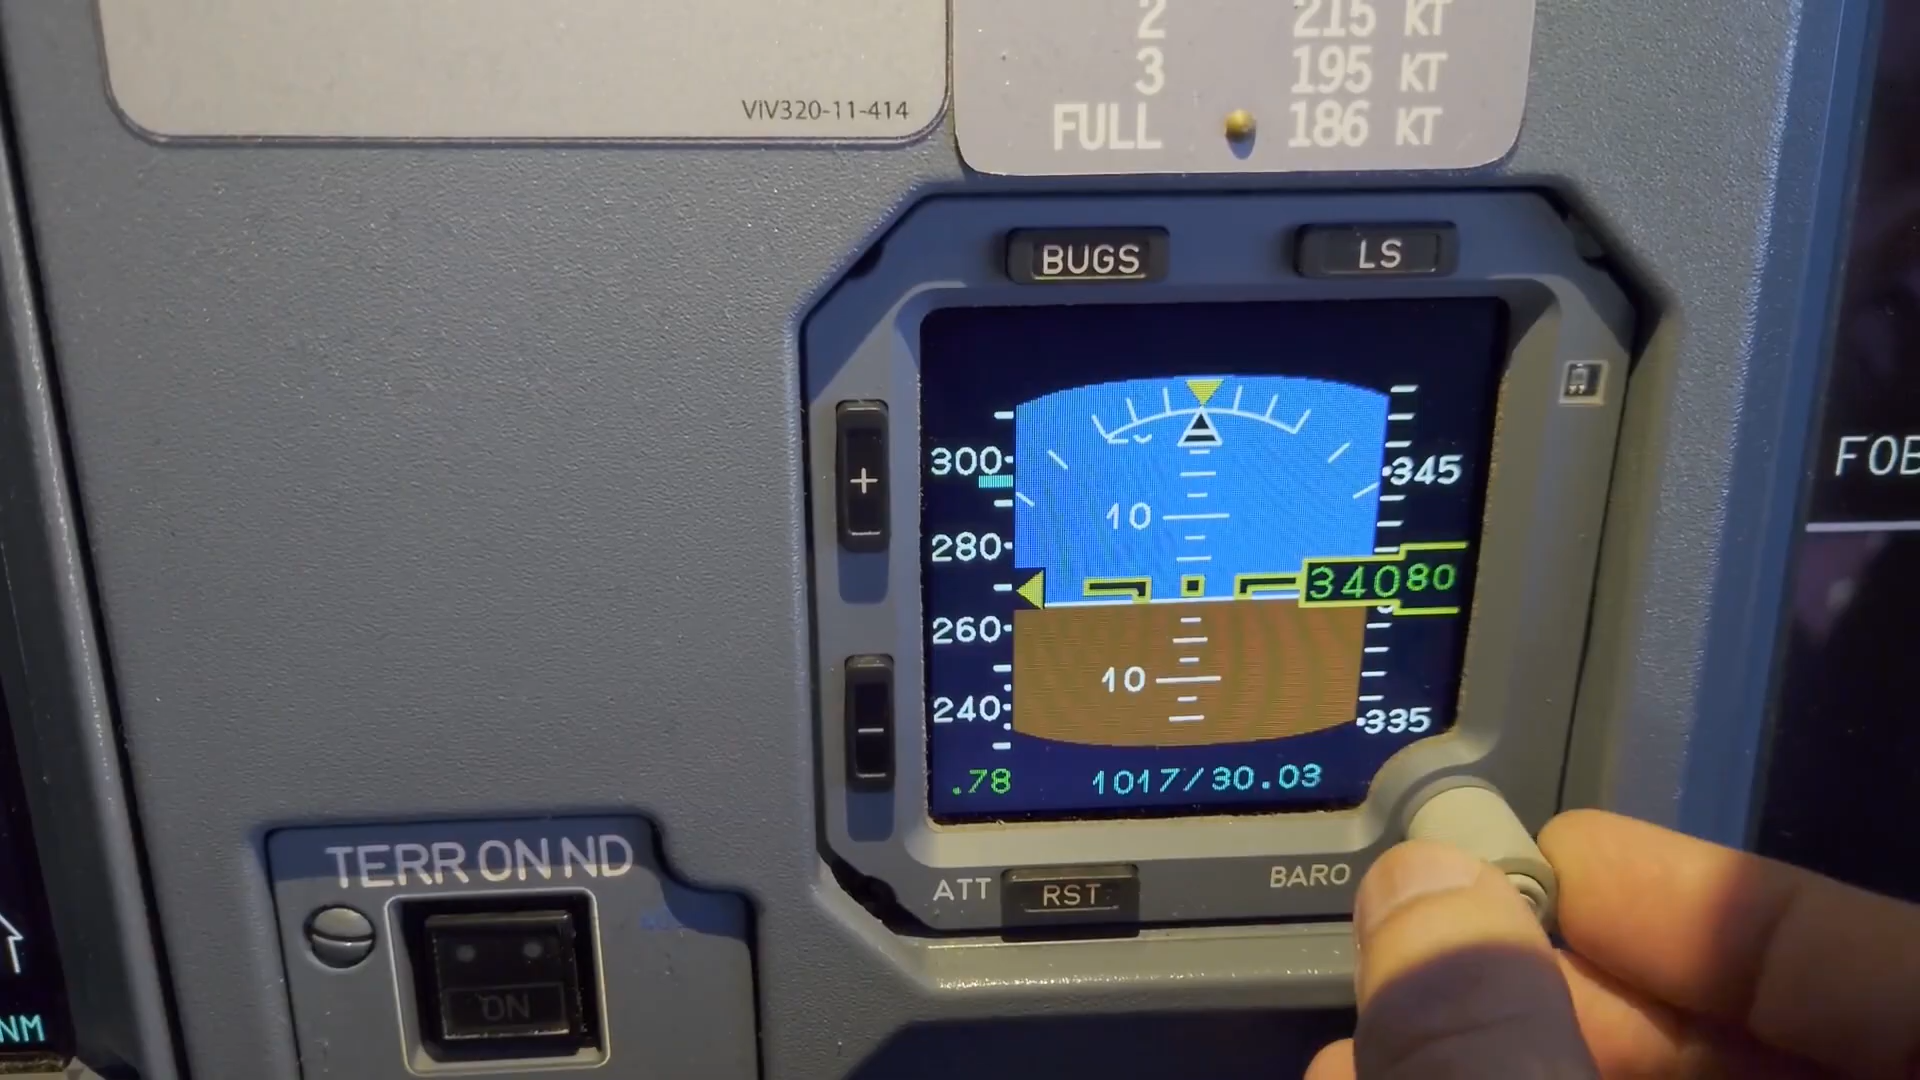 2 215 KT
3 195 KT
FULL 186 KT
ViV320-11-414
BUGS LS
300
280
260
240
10
10
345
34080
335
.78 1017/30.03
ATT RST BARO
TERR ON ND
ON
NM
FOB